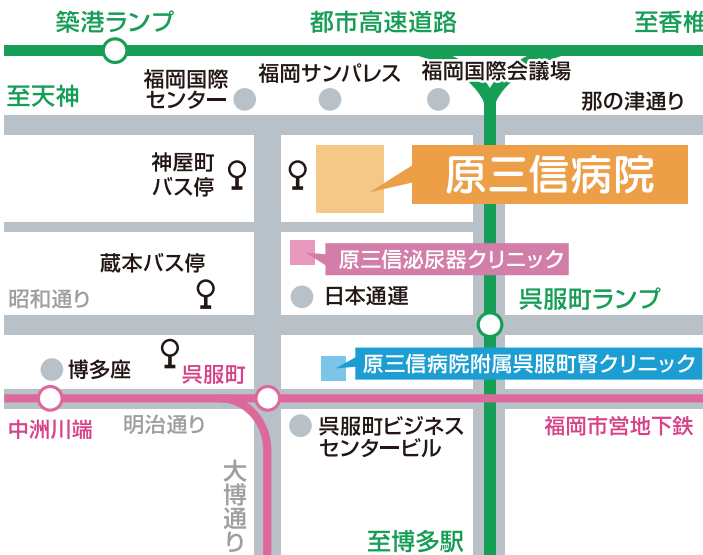 築港ランプ
都市高速道路
至香椎
至天神
福岡国際
センター
福岡サンパレス
福岡国際会議場
那の津通り
神屋町
バス停
原三信病院
蔵本バス停
原三信泌尿器クリニック
昭和通り
日本通運
呉服町ランプ
博多座
呉服町
原三信病院附属呉服町腎クリニック
中洲川端
明治通り
呉服町ビジネス
センタービル
福岡市営地下鉄
大博通り
至博多駅